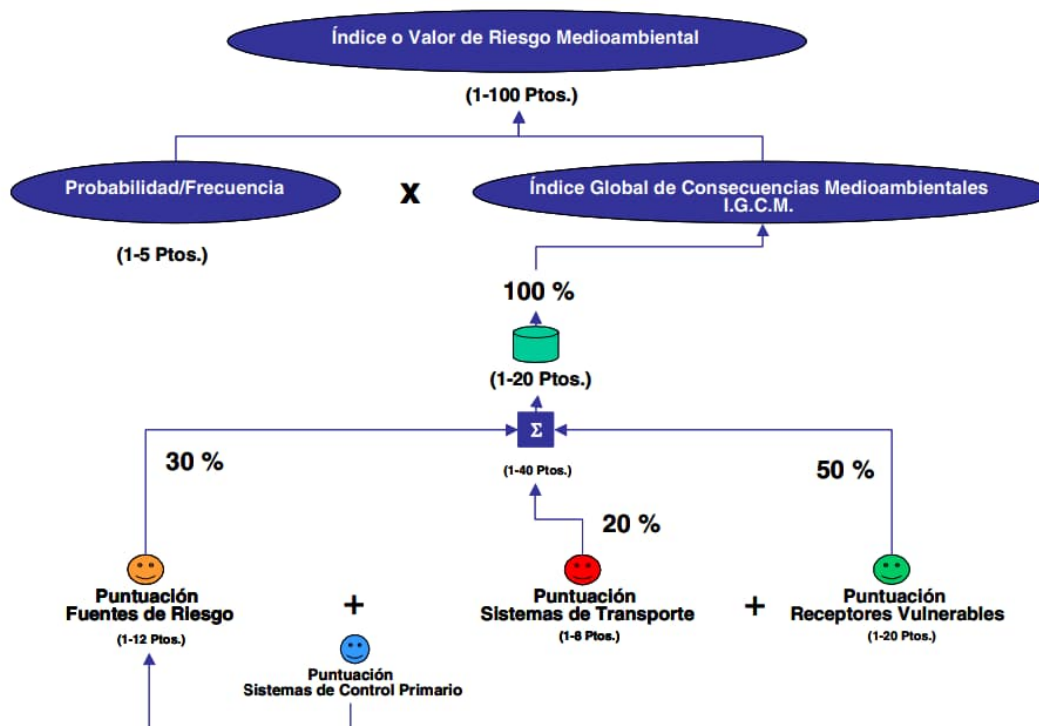 Índice o Valor de Riesgo Medioambiental
(1-100 Ptos.)
Probabilidad/Frecuencia
X
Índice Global de Consecuencias Medioambientales
I.G.C.M.
(1-5 Ptos.)
100 %
(1-20 Ptos.)
Σ
30 %
(1-40 Ptos.)
50 %
20 %
Puntuación
Fuentes de Riesgo
(1-12 Ptos.)
+
Puntuación
Sistemas de Control Primario
Puntuación
Sistemas de Transporte
(1-8 Ptos.)
+
Puntuación
Receptores Vulnerables
(1-20 Ptos.)